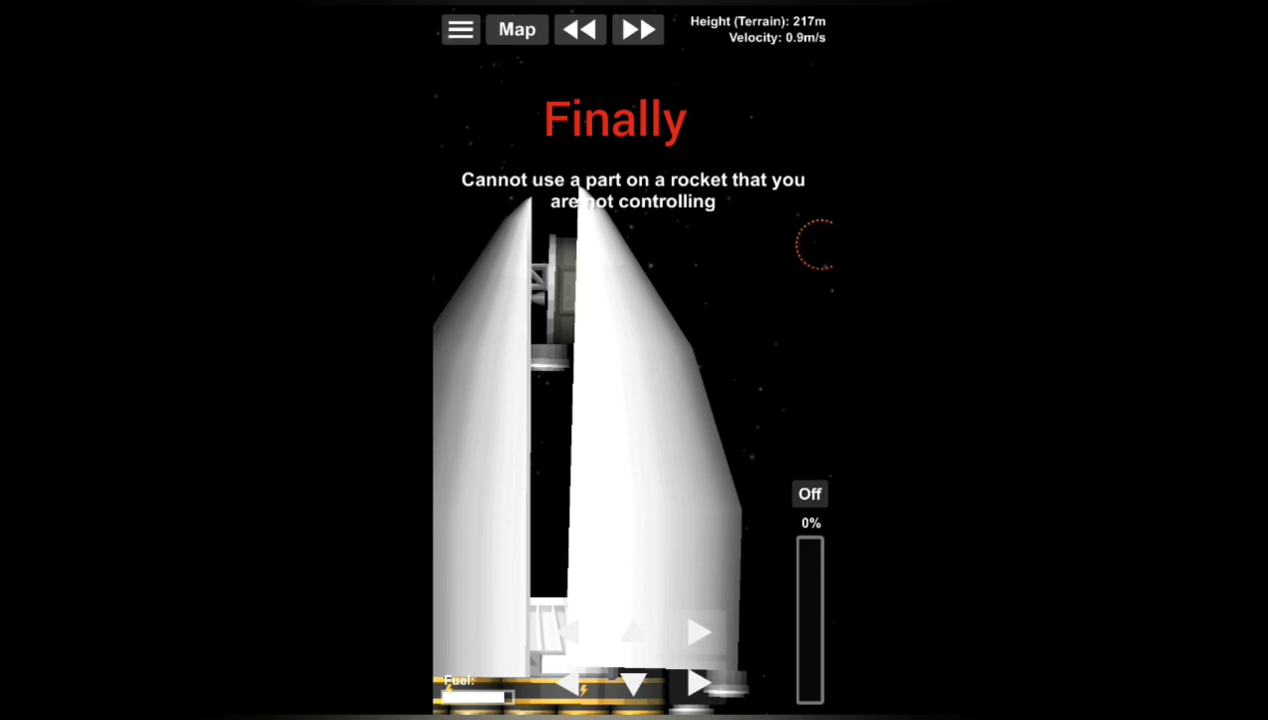 Map
Height (Terrain): 217m
Velocity: 0.9m/s
Finally
Cannot use a part on a rocket that you
are not controlling
Off
0%
Fuel: